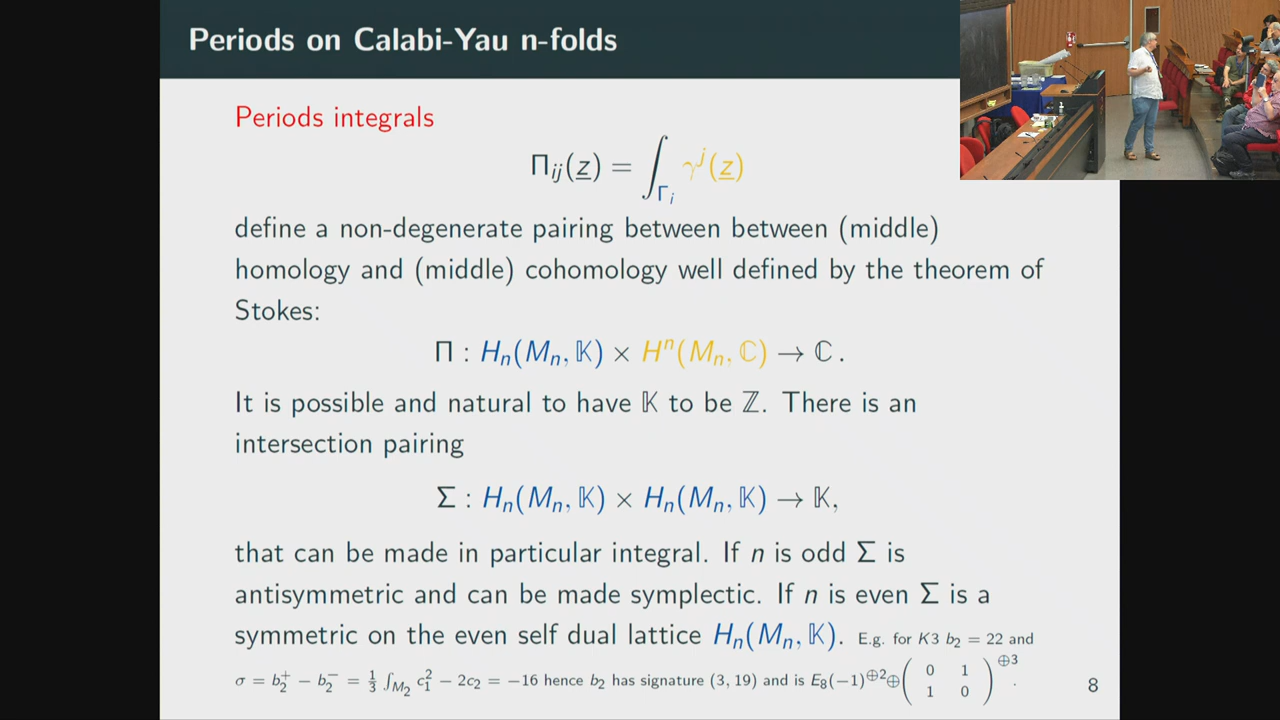 Periods on Calabi-Yau n-folds
Periods integrals
Π_{ij}(z̲) = ∫_{Γ_i} γ^j(z̲)
define a non-degenerate pairing between between (middle)
homology and (middle) cohomology well defined by the theorem of
Stokes:
Π : H_n(M_n, 𝕂) × H^n(M_n, ℂ) → ℂ .
It is possible and natural to have 𝕂 to be ℤ. There is an
intersection pairing
Σ : H_n(M_n, 𝕂) × H_n(M_n, 𝕂) → 𝕂,
that can be made in particular integral. If n is odd Σ is
antisymmetric and can be made symplectic. If n is even Σ is a
symmetric on the even self dual lattice H_n(M_n, 𝕂). E.g. for K3 b_2 = 22 and
σ = b_2^+ − b_2^- = 1/3 ∫_{M_2} c_1^2 − 2c_2 = −16 hence b_2 has signature (3, 19) and is E_8(−1)^{⊕2} ⊕ ( 0 1 ; 1 0 )^{⊕3} .
8